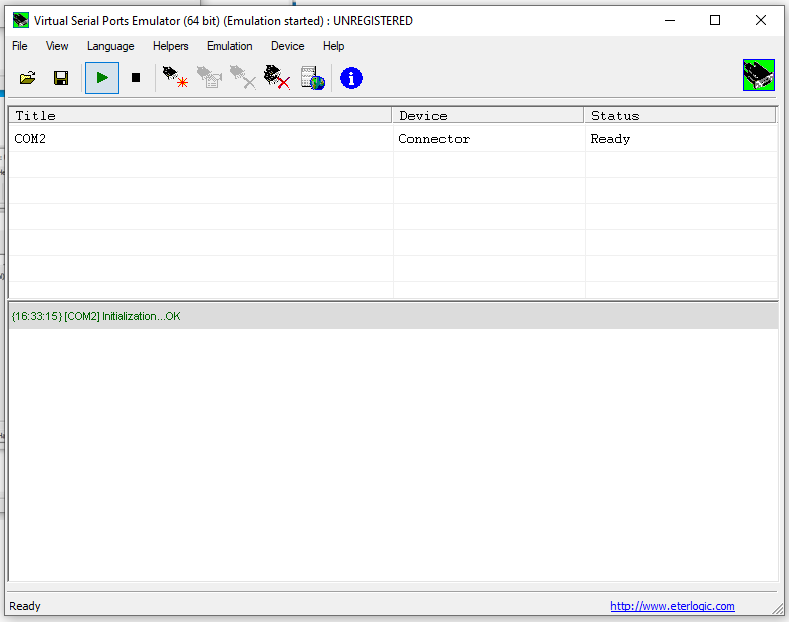 Virtual Serial Ports Emulator (64 bit) (Emulation started) : UNREGISTERED
File View Language Helpers Emulation Device Help
Title Device Status
COM2 Connector Ready
{16:33:15} [COM2] Initialization...OK
Ready http://www.eterlogic.com